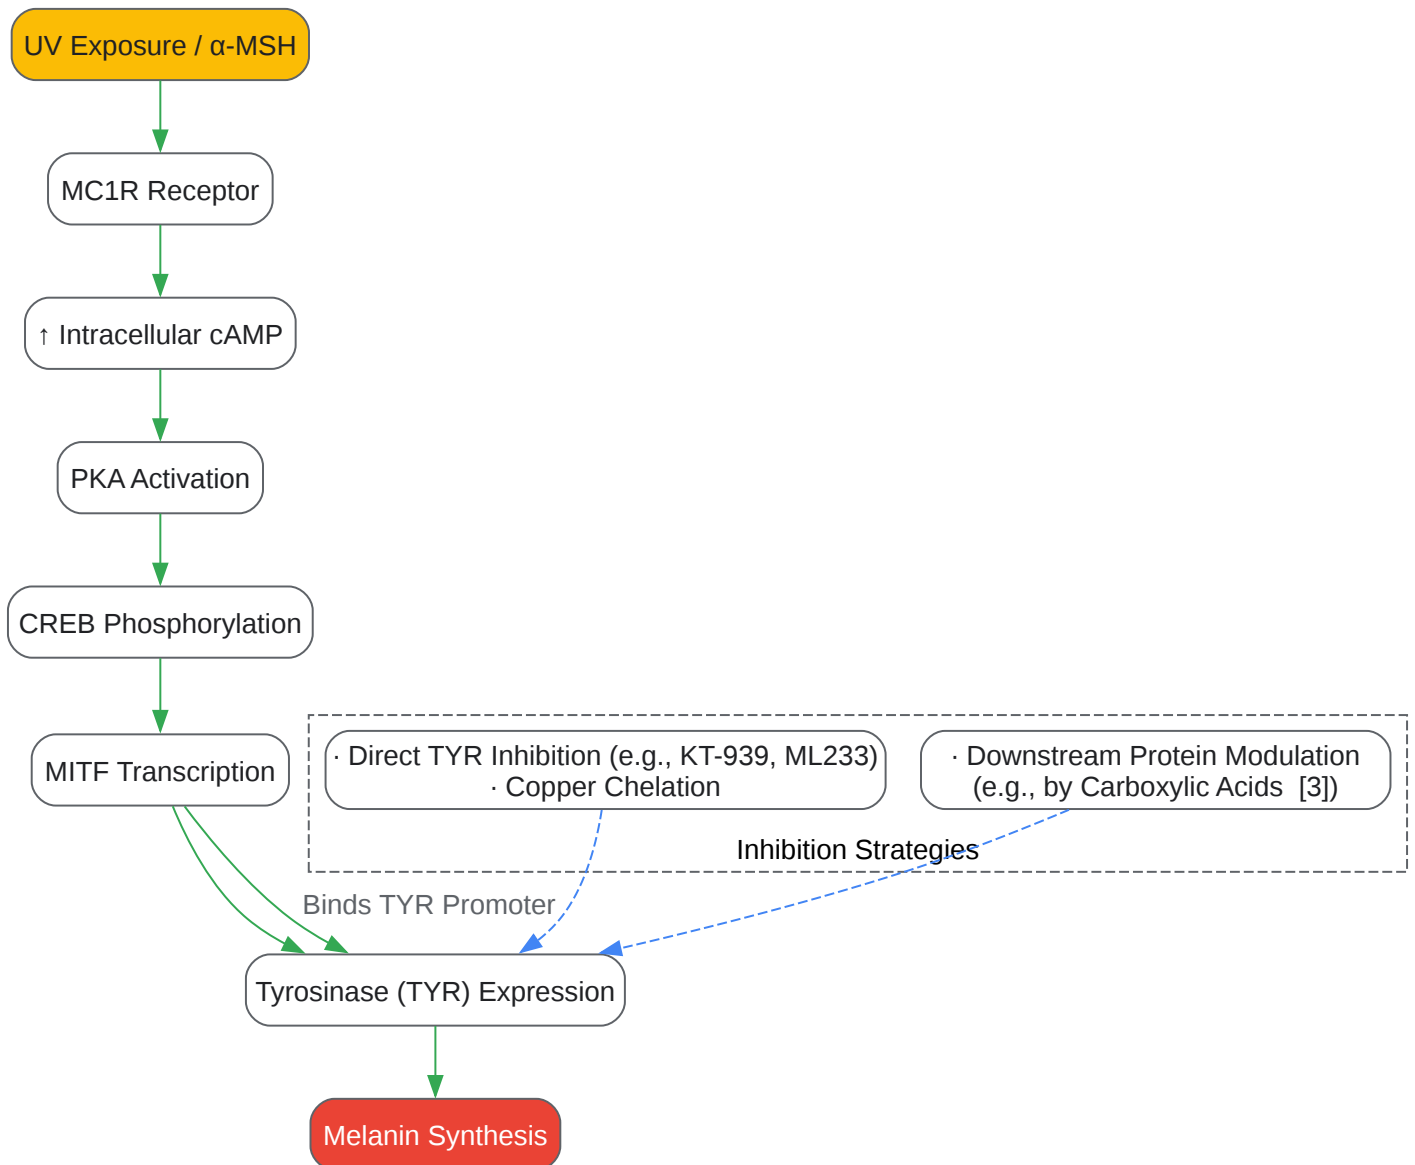 UV Exposure / α-MSH
MC1R Receptor
↑ Intracellular cAMP
PKA Activation
CREB Phosphorylation
MITF Transcription
· Direct TYR Inhibition (e.g., KT-939, ML233)
· Copper Chelation
· Downstream Protein Modulation
(e.g., by Carboxylic Acids  [3])
Inhibition Strategies
Binds TYR Promoter
Tyrosinase (TYR) Expression
Melanin Synthesis